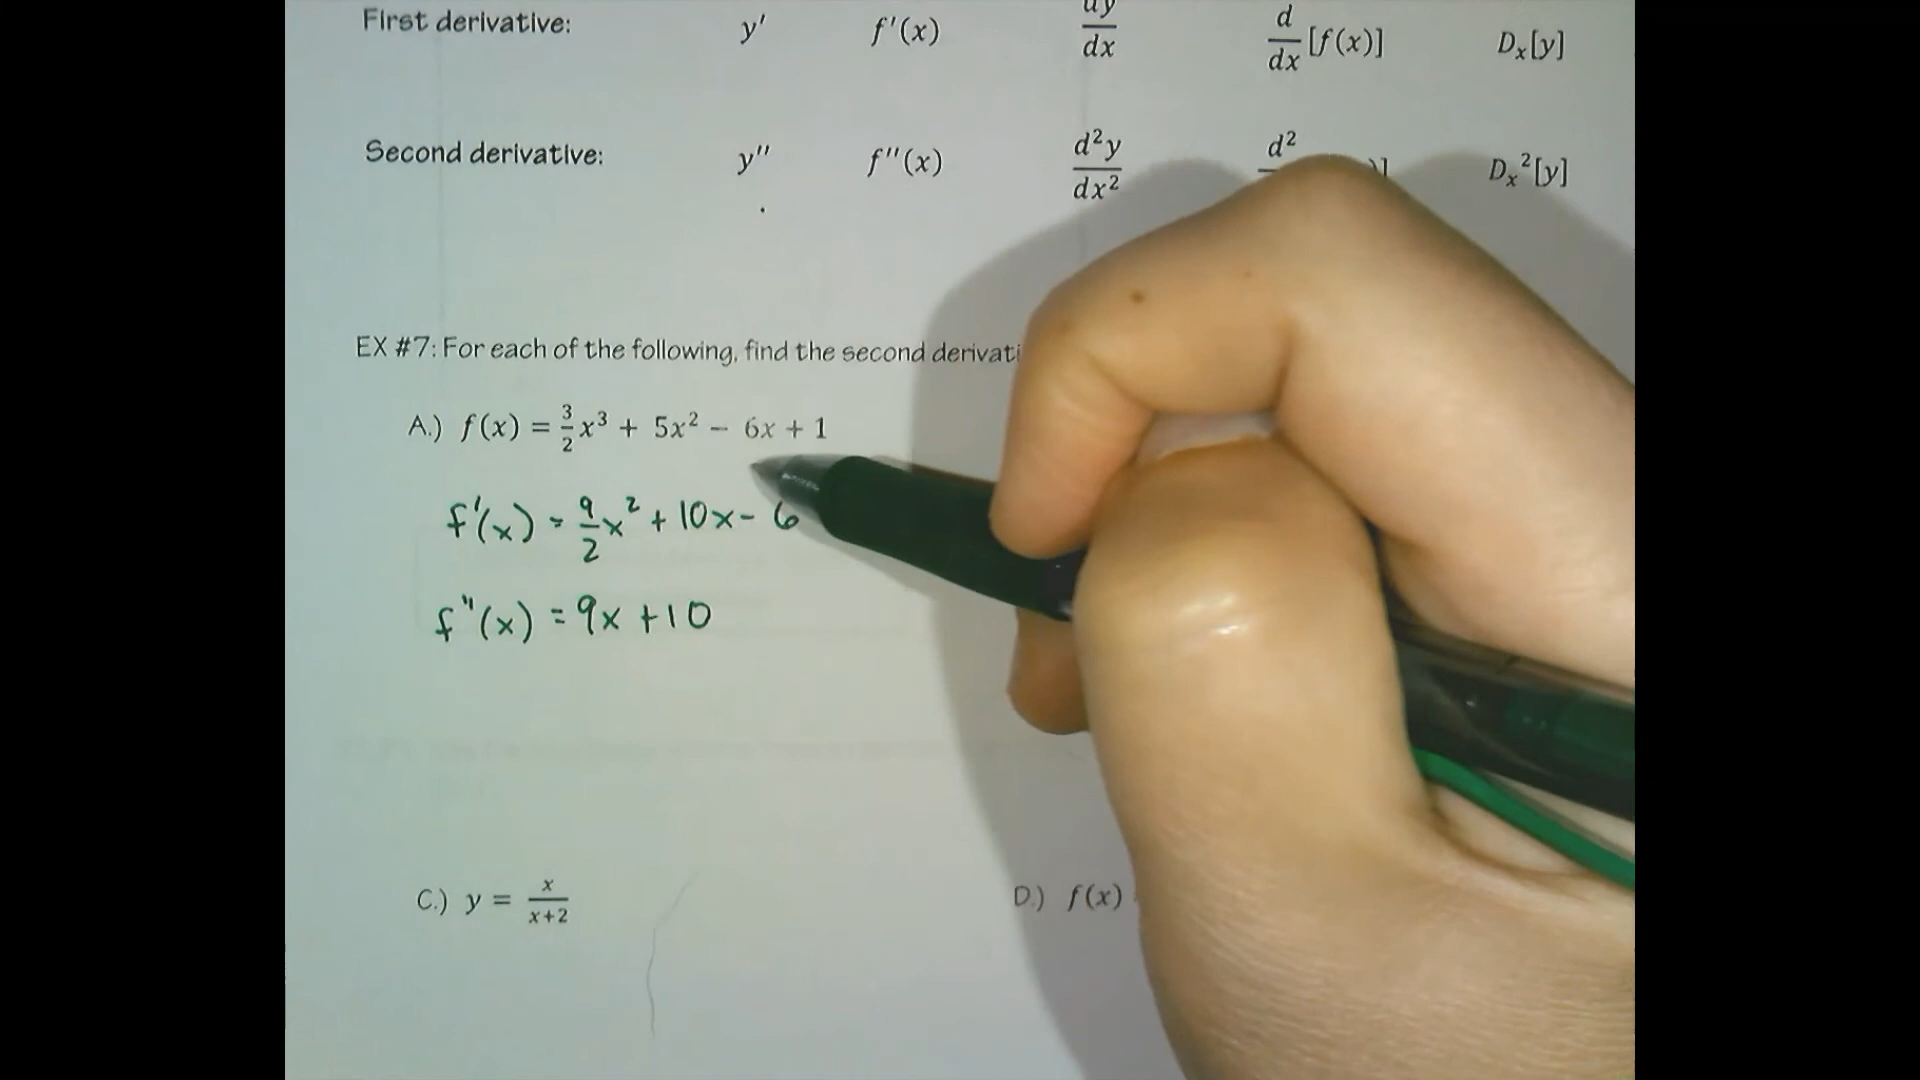 First derivative: y′ f′(x) dy/dx d/dx [f(x)] Dₓ[y]
Second derivative: y″ f″(x) d²y/dx² d² )] Dₓ²[y]
EX #7: For each of the following, find the second
A.) f(x) = 3/2 x³ + 5x² − 6x + 1
f'(x) = 9/2 x² + 10x - 6
f"(x) = 9x + 10
C.) y = x/x+2
D.) f(x)